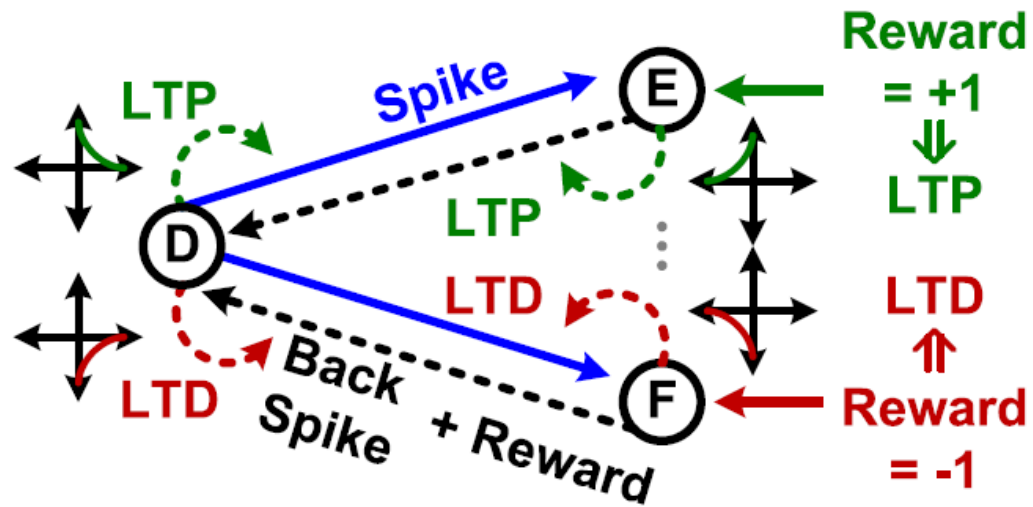 Reward
= +1
⇓
LTP
LTP
Spike
E
LTP
D
LTD
LTD
⇑
Reward
= -1
LTD
Back
Spike
+ Reward
F